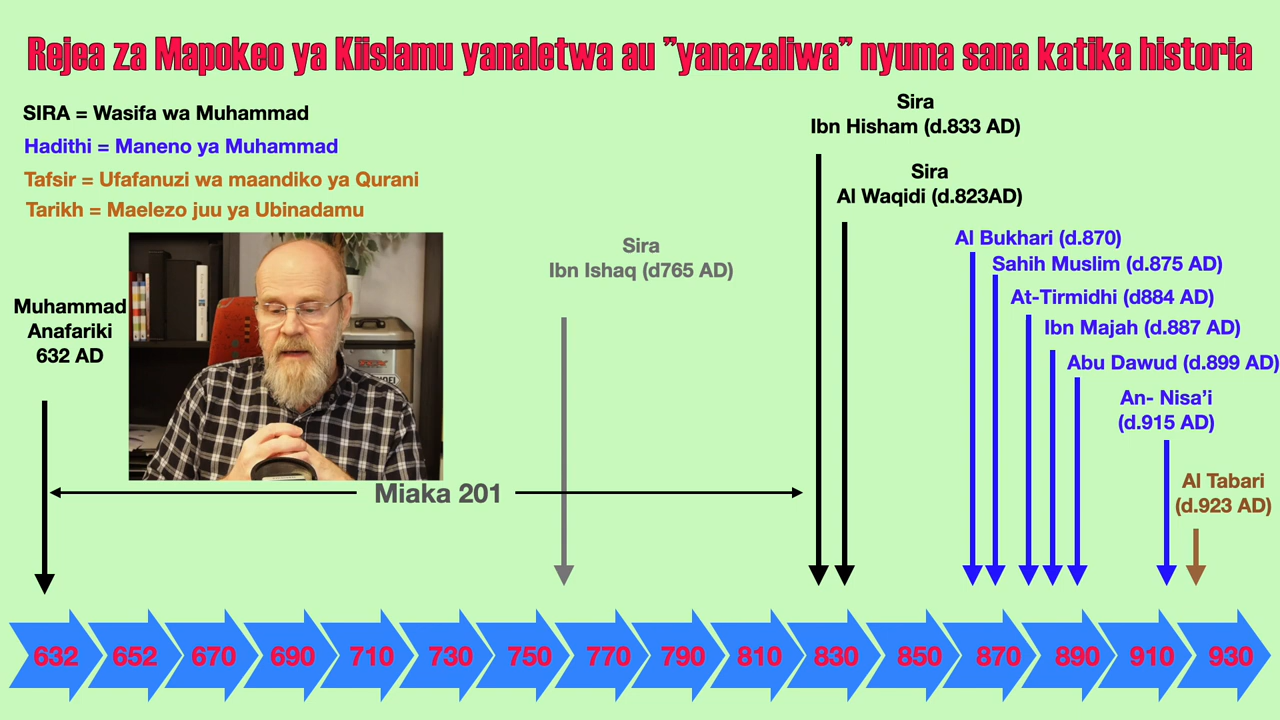 Rejea za Mapokeo ya Kiislamu yanaletwa au ”yanazaliwa” nyuma sana katika historia
SIRA = Wasifa wa Muhammad
Hadithi = Maneno ya Muhammad
Tafsir = Ufafanuzi wa maandiko ya Qurani
Tarikh = Maelezo juu ya Ubinadamu
Muhammad
Anafariki
632 AD
Miaka 201
Sira
Ibn Ishaq (d765 AD)
Sira
Ibn Hisham (d.833 AD)
Sira
Al Waqidi (d.823AD)
Al Bukhari (d.870)
Sahih Muslim (d.875 AD)
At-Tirmidhi (d884 AD)
Ibn Majah (d.887 AD)
Abu Dawud (d.899 AD)
An- Nisa’i
(d.915 AD)
Al Tabari
(d.923 AD)
632 652 670 690 710 730 750 770 790 810 830 850 870 890 910 930